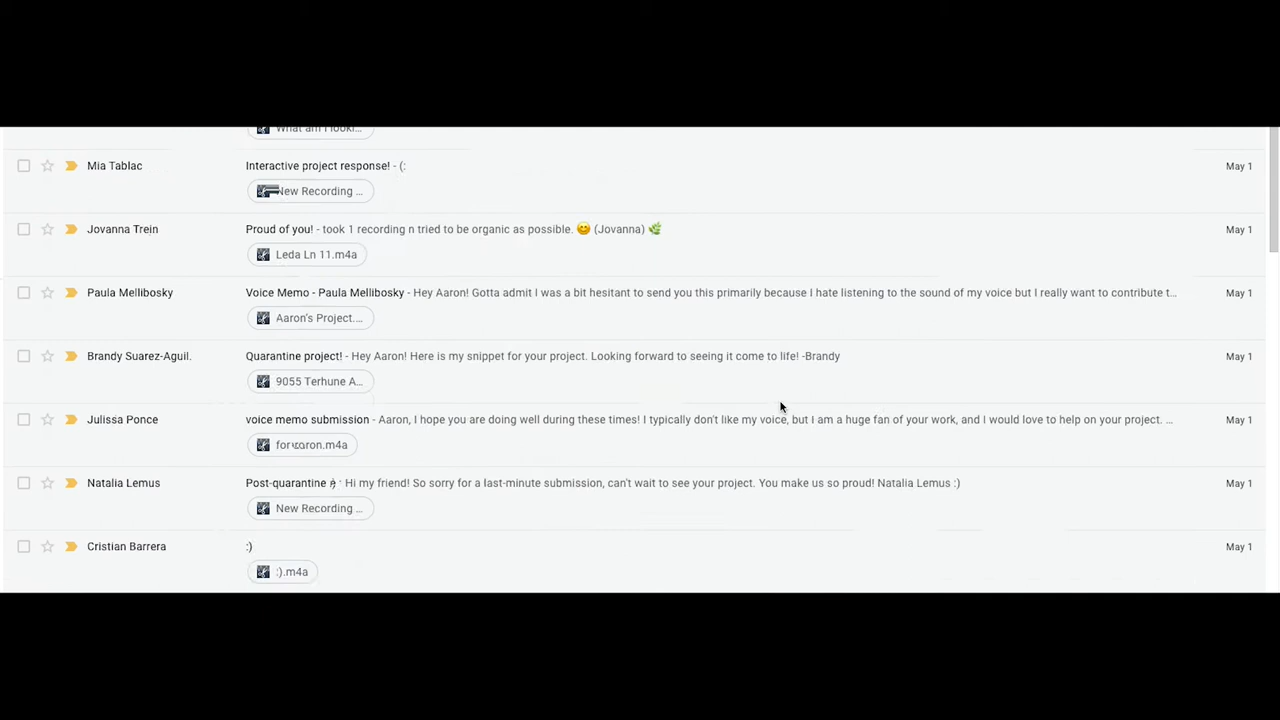 What am I looki...
Mia Tablac Interactive project response! - (: May 1
New Recording ...
Jovanna Trein Proud of you! - took 1 recording n tried to be organic as possible. 😊 (Jovanna) 🌿 May 1
Leda Ln 11.m4a
Paula Mellibosky Voice Memo - Paula Mellibosky - Hey Aaron! Gotta admit I was a bit hesitant to send you this primarily because I hate listening to the sound of my voice but I really want to contribute t... May 1
Aaron's Project....
Brandy Suarez-Aguil. Quarantine project! - Hey Aaron! Here is my snippet for your project. Looking forward to seeing it come to life! -Brandy May 1
9055 Terhune A...
Julissa Ponce voice memo submission - Aaron, I hope you are doing well during these times! I typically don't like my voice, but I am a huge fan of your work, and I would love to help on your project. ... May 1
Natalia Lemus Post-quarantine Hi my friend! So sorry for a last-minute submission, can't wait to see your project. You make us so proud! Natalia Lemus :) May 1
New Recording ...
Cristian Barrera :) May 1
:).m4a